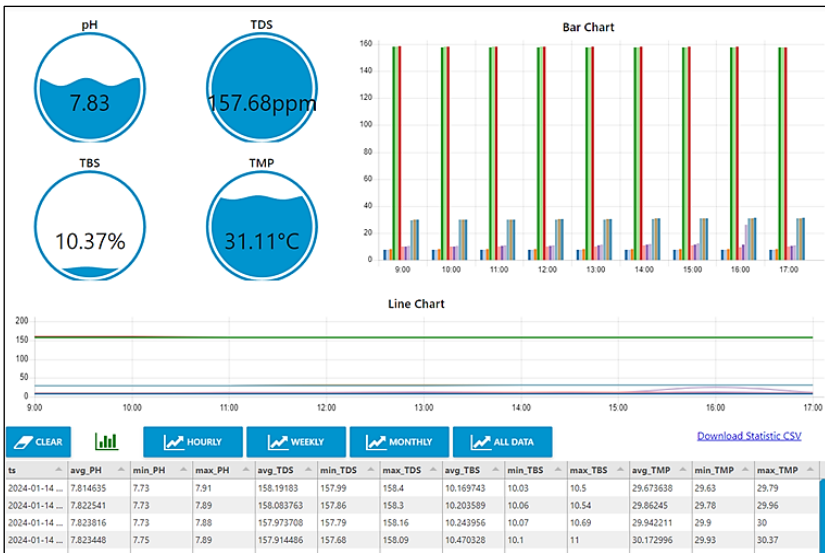 pH
TDS
7.83
157.68ppm
TBS
TMP
10.37%
31.11°C
Bar Chart
160
140
120
100
80
60
40
20
0
9:00 10:00 11:00 12:00 13:00 14:00 15:00 16:00 17:00
Line Chart
200
150
100
50
0
9:00 10:00 11:00 12:00 13:00 14:00 15:00 16:00 17:00
CLEAR HOURLY WEEKLY MONTHLY ALL DATA Download Statistic CSV
ts avg_PH min_PH max_PH avg_TDS min_TDS max_TDS avg_TBS min_TBS max_TBS avg_TMP min_TMP max_TMP
2024-01-14 ... 7.814635 7.73 7.91 158.19183 157.99 158.4 10.169743 10.03 10.5 29.673638 29.63 29.79
2024-01-14 ... 7.822541 7.73 7.89 158.083763 157.86 158.3 10.203589 10.06 10.54 29.86245 29.78 29.96
2024-01-14 ... 7.823816 7.73 7.88 157.973708 157.79 158.16 10.243956 10.07 10.69 29.942211 29.9 30
2024-01-14 ... 7.823448 7.75 7.89 157.914486 157.68 158.09 10.470328 10.1 11 30.172996 29.93 30.37